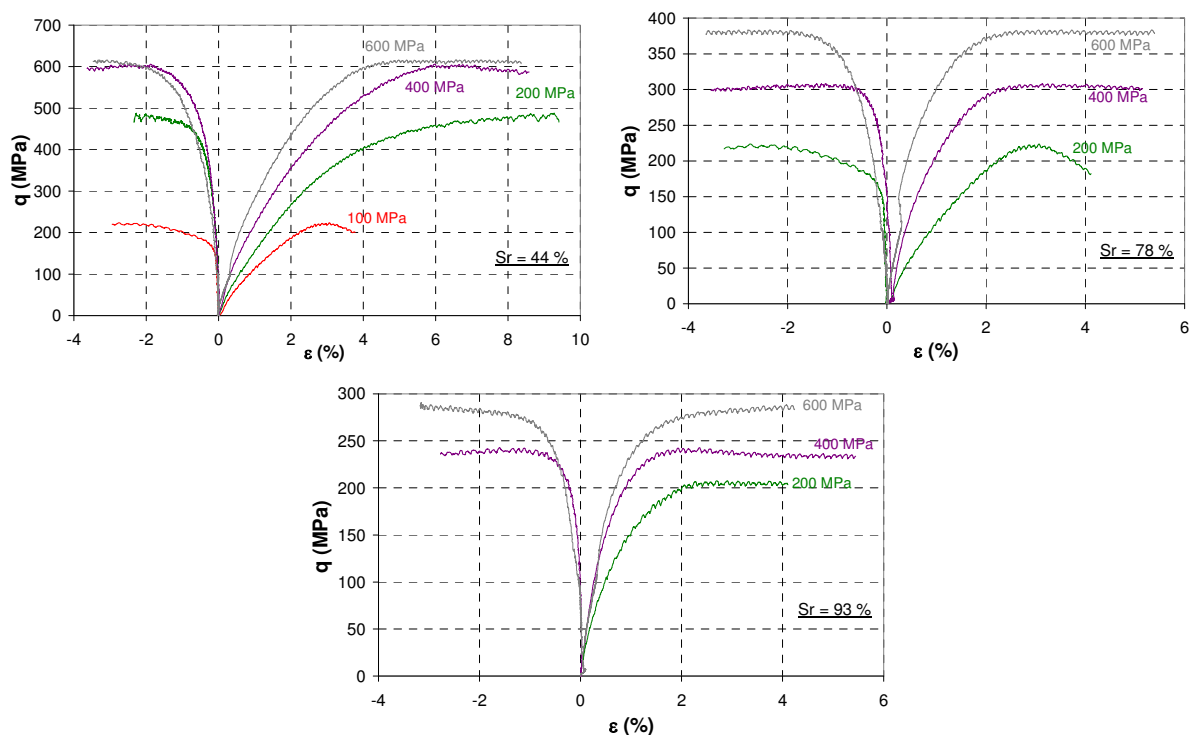 700
600
500
400
300
200
100
0
q (MPa)
600 MPa
400 MPa
200 MPa
100 MPa
Sr = 44 %
-4 -2 0 2 4 6 8 10
ε (%)
400
350
300
250
200
150
100
50
0
q (MPa)
600 MPa
400 MPa
200 MPa
Sr = 78 %
-4 -2 0 2 4 6
ε (%)
300
250
200
150
100
50
0
q (MPa)
600 MPa
400 MPa
200 MPa
Sr = 93 %
-4 -2 0 2 4 6
ε (%)